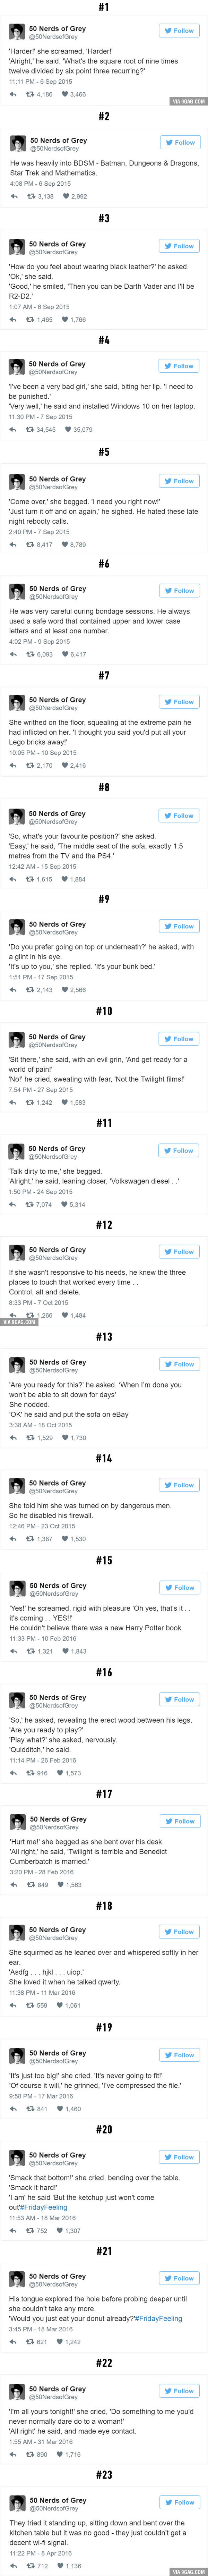 #1
50 Nerds of Grey
@50NerdsofGrey
Follow
'Harder!' she screamed, 'Harder!'
'Alright,' he said. 'What's the square root of nine times
twelve divided by six point three recurring?'
11:11 PM - 6 Sep 2015
4,186 3,466
VIA 9GAG.COM
#2
50 Nerds of Grey
@50NerdsofGrey
Follow
He was heavily into BDSM - Batman, Dungeons & Dragons,
Star Trek and Mathematics.
4:08 PM - 6 Sep 2015
3,138 2,992
#3
50 Nerds of Grey
@50NerdsofGrey
Follow
'How do you feel about wearing black leather?' he asked.
'Ok,' she said.
'Good,' he smiled, 'Then you can be Darth Vader and I'll be
R2-D2.'
1:07 AM - 6 Sep 2015
1,465 1,766
#4
50 Nerds of Grey
@50NerdsofGrey
Follow
'I've been a very bad girl,' she said, biting her lip. 'I need to
be punished.'
'Very well,' he said and installed Windows 10 on her laptop.
11:30 PM - 7 Sep 2015
34,545 35,079
#5
50 Nerds of Grey
@50NerdsofGrey
Follow
'Come over,' she begged. 'I need you right now!'
'Just turn it off and on again,' he sighed. He hated these late
night rebooty calls.
2:40 PM - 7 Sep 2015
8,417 8,789
#6
50 Nerds of Grey
@50NerdsofGrey
Follow
He was very careful during bondage sessions. He always
used a safe word that contained upper and lower case
letters and at least one number.
4:02 PM - 9 Sep 2015
6,093 6,417
#7
50 Nerds of Grey
@50NerdsofGrey
Follow
She writhed on the floor, squealing at the extreme pain he
had inflicted on her. 'I thought you said you'd put all your
Lego bricks away!'
10:05 PM - 10 Sep 2015
2,170 2,416
#8
50 Nerds of Grey
@50NerdsofGrey
Follow
'So, what's your favourite position?' she asked.
'Easy,' he said. 'The middle seat of the sofa, exactly 1.5
metres from the TV and the PS4.'
12:42 AM - 15 Sep 2015
1,615 1,884
#9
50 Nerds of Grey
@50NerdsofGrey
Follow
'Do you prefer going on top or underneath?' he asked, with
a glint in his eye.
'It's up to you,' she replied. 'It's your bunk bed.'
1:51 PM - 17 Sep 2015
2,143 2,566
#10
50 Nerds of Grey
@50NerdsofGrey
Follow
'Sit there,' she said, with an evil grin, 'And get ready for a
world of pain!'
'No!' he cried, sweating with fear, 'Not the Twilight films!'
7:54 PM - 27 Sep 2015
1,242 1,583
#11
50 Nerds of Grey
@50NerdsofGrey
Follow
'Talk dirty to me,' she begged.
'Alright,' he said, leaning closer, 'Volkswagen diesel . .'
1:50 PM - 24 Sep 2015
7,074 5,314
#12
50 Nerds of Grey
@50NerdsofGrey
Follow
If she wasn't responsive to his needs, he knew the three
places to touch that worked every time . .
Control, alt and delete.
8:33 PM - 7 Oct 2015
1,266 1,484
VIA 9GAG.COM
#13
50 Nerds of Grey
@50NerdsofGrey
Follow
'Are you ready for this?' he asked. 'When I'm done you
won't be able to sit down for days'
She nodded.
'OK' he said and put the sofa on eBay
3:38 AM - 18 Oct 2015
1,529 1,730
#14
50 Nerds of Grey
@50NerdsofGrey
Follow
She told him she was turned on by dangerous men.
So he disabled his firewall.
12:46 PM - 23 Oct 2015
1,387 1,530
#15
50 Nerds of Grey
@50NerdsofGrey
Follow
'Yes!' he screamed, rigid with pleasure 'Oh yes, that's it . .
it's coming . . YES!!'
He couldn't believe there was a new Harry Potter book
11:33 PM - 10 Feb 2016
1,321 1,843
#16
50 Nerds of Grey
@50NerdsofGrey
Follow
'So,' he asked, revealing the erect wood between his legs,
'Are you ready to play?'
'Play what?' she asked, nervously.
'Quidditch,' he said.
11:14 PM - 26 Feb 2016
916 1,573
#17
50 Nerds of Grey
@50NerdsofGrey
Follow
'Hurt me!' she begged as she bent over his desk.
'All right,' he said, 'Twilight is terrible and Benedict
Cumberbatch is married.'
3:20 PM - 28 Feb 2016
849 1,563
#18
50 Nerds of Grey
@50NerdsofGrey
Follow
She squirmed as he leaned over and whispered softly in her
ear.
'Asdfg . . . hjkl . . . uiop.'
She loved it when he talked qwerty.
11:38 PM - 11 Mar 2016
559 1,061
#19
50 Nerds of Grey
@50NerdsofGrey
Follow
'It's just too big!' she cried. 'It's never going to fit!'
'Of course it will,' he grinned, 'I've compressed the file.'
9:58 PM - 17 Mar 2016
841 1,460
#20
50 Nerds of Grey
@50NerdsofGrey
Follow
'Smack that bottom!' she cried, bending over the table.
'Smack it hard!'
'I am' he said 'But the ketchup just won't come
out'#FridayFeeling
11:53 AM - 18 Mar 2016
752 1,307
#21
50 Nerds of Grey
@50NerdsofGrey
Follow
His tongue explored the hole before probing deeper until
she couldn't take any more.
'Would you just eat your donut already?'#FridayFeeling
3:45 PM - 18 Mar 2016
621 1,242
#22
50 Nerds of Grey
@50NerdsofGrey
Follow
'I'm all yours tonight!' she cried, 'Do something to me you'd
never normally dare do to a woman!'
'All right' he said, and made eye contact.
1:55 AM - 31 Mar 2016
890 1,716
#23
50 Nerds of Grey
@50NerdsofGrey
Follow
They tried it standing up, sitting down and bent over the
kitchen table but it was no good - they just couldn't get a
decent wi-fi signal.
11:22 PM - 8 Apr 2016
712 1,136
VIA 9GAG.COM